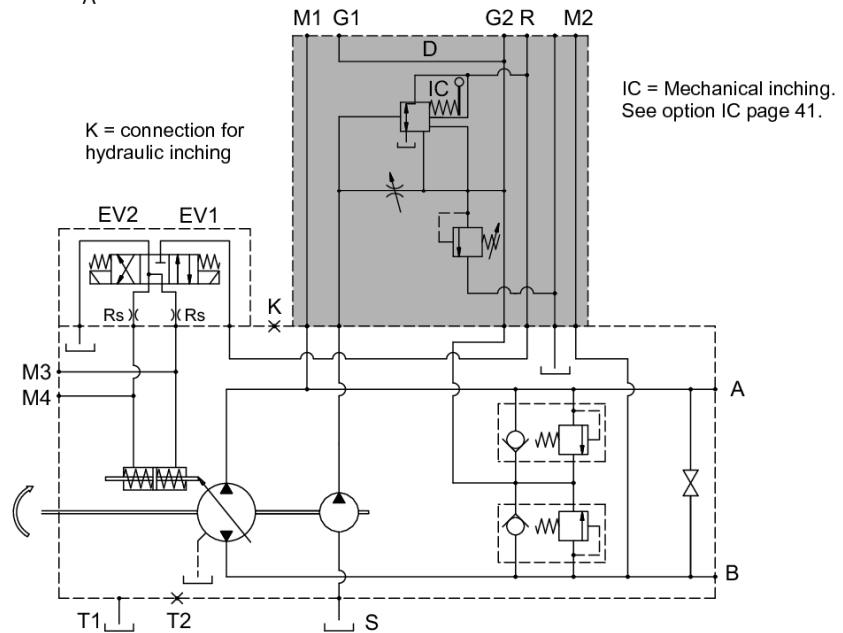 A
M1 G1 G2 R M2
D
IC
IC = Mechanical inching.
See option IC page 41.
K = connection for
hydraulic inching
EV2 EV1
K
Rs Rs
M3
M4
A
B
T1 T2 S